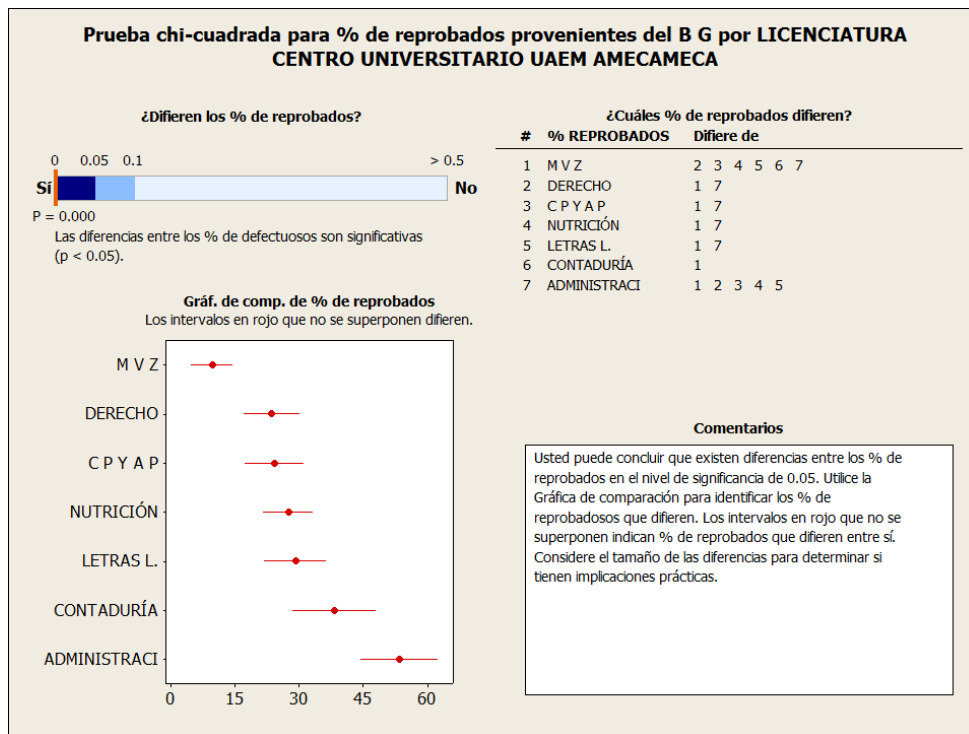 Prueba chi-cuadrada para % de reprobados provenientes del B G por LICENCIATURA
CENTRO UNIVERSITARIO UAEM AMECAMECA
¿Difieren los % de reprobados?
0 0.05 0.1 > 0.5
Sí No
P = 0.000
Las diferencias entre los % de defectuosos son significativas
(p < 0.05).
¿Cuáles % de reprobados difieren?
# % REPROBADOS Difiere de
1 M V Z 2 3 4 5 6 7
2 DERECHO 1 7
3 C P Y A P 1 7
4 NUTRICIÓN 1 7
5 LETRAS L. 1 7
6 CONTADURÍA 1
7 ADMINISTRACI 1 2 3 4 5
Gráf. de comp. de % de reprobados
Los intervalos en rojo que no se superponen difieren.
M V Z
DERECHO
C P Y A P
NUTRICIÓN
LETRAS L.
CONTADURÍA
ADMINISTRACI
0 15 30 45 60
Comentarios
Usted puede concluir que existen diferencias entre los % de
reprobados en el nivel de significancia de 0.05. Utilice la
Gráfica de comparación para identificar los % de
reprobadosos que difieren. Los intervalos en rojo que no se
superponen indican % de reprobados que difieren entre sí.
Considere el tamaño de las diferencias para determinar si
tienen implicaciones prácticas.